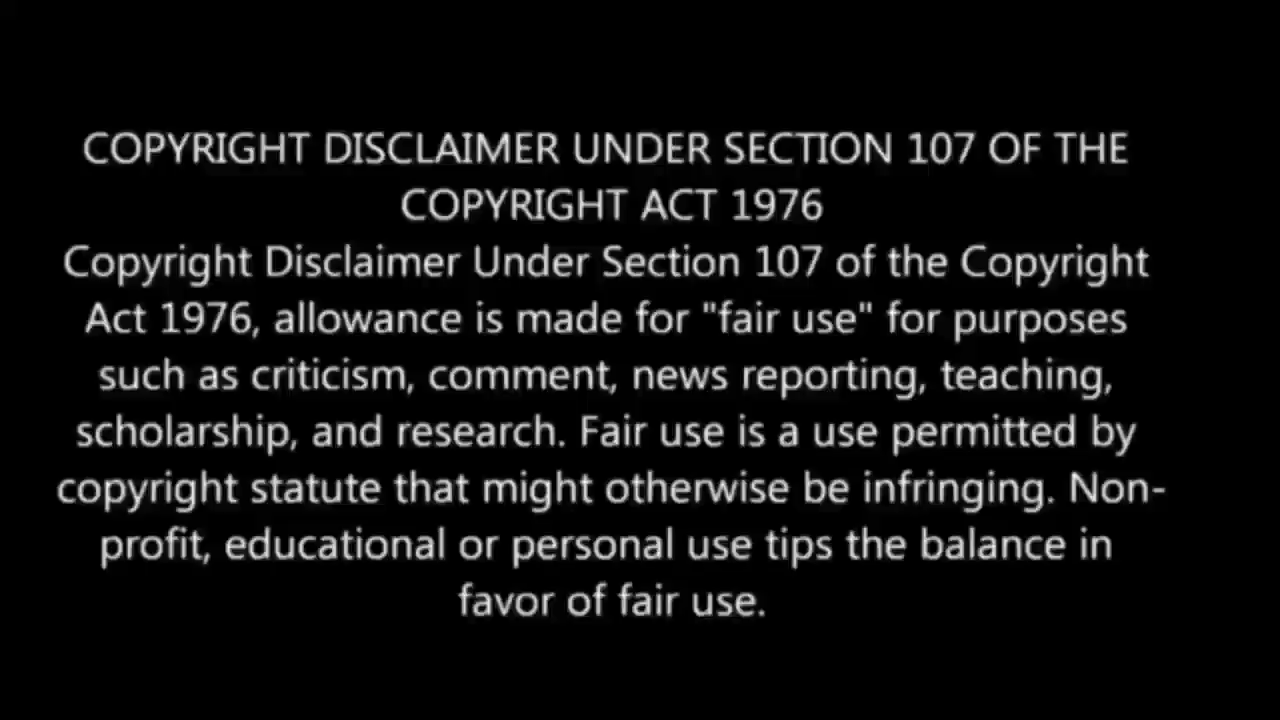 COPYRIGHT DISCLAIMER UNDER SECTION 107 OF THE
COPYRIGHT ACT 1976
Copyright Disclaimer Under Section 107 of the Copyright
Act 1976, allowance is made for "fair use" for purposes
such as criticism, comment, news reporting, teaching,
scholarship, and research. Fair use is a use permitted by
copyright statute that might otherwise be infringing. Non-
profit, educational or personal use tips the balance in
favor of fair use.